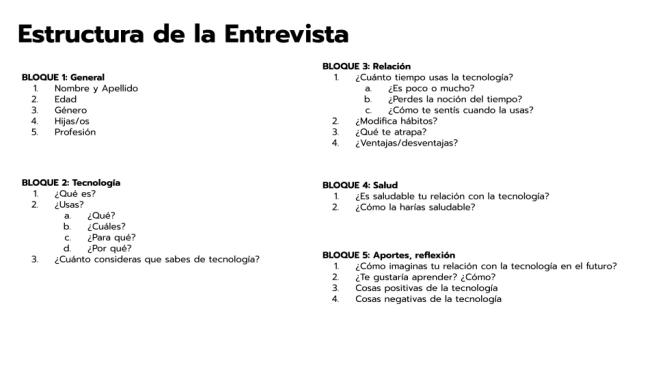 Estructura de la Entrevista
BLOQUE 1: General
1. Nombre y Apellido
2. Edad
3. Género
4. Hijas/os
5. Profesión
BLOQUE 2: Tecnología
1. ¿Qué es?
2. ¿Usas?
a. ¿Qué?
b. ¿Cuáles?
c. ¿Para qué?
d. ¿Por qué?
3. ¿Cuánto consideras que sabes de tecnología?
BLOQUE 3: Relación
1. ¿Cuánto tiempo usas la tecnología?
a. ¿Es poco o mucho?
b. ¿Perdes la noción del tiempo?
c. ¿Cómo te sentís cuando la usas?
2. ¿Modifica hábitos?
3. ¿Qué te atrapa?
4. ¿Ventajas/desventajas?
BLOQUE 4: Salud
1. ¿Es saludable tu relación con la tecnología?
2. ¿Cómo la harías saludable?
BLOQUE 5: Aportes, reflexión
1. ¿Cómo imaginas tu relación con la tecnología en el futuro?
2. ¿Te gustaría aprender? ¿Cómo?
3. Cosas positivas de la tecnología
4. Cosas negativas de la tecnología